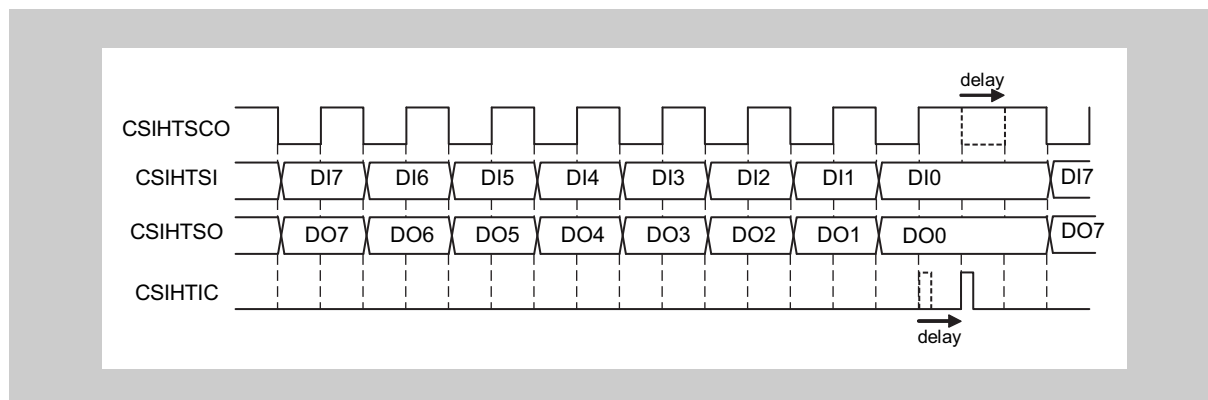 delay
CSIHTSCO
CSIHTSI DI7 DI6 DI5 DI4 DI3 DI2 DI1 DI0 DI7
CSIHTSO DO7 DO6 DO5 DO4 DO3 DO2 DO1 DO0 DO7
CSIHTIC
delay